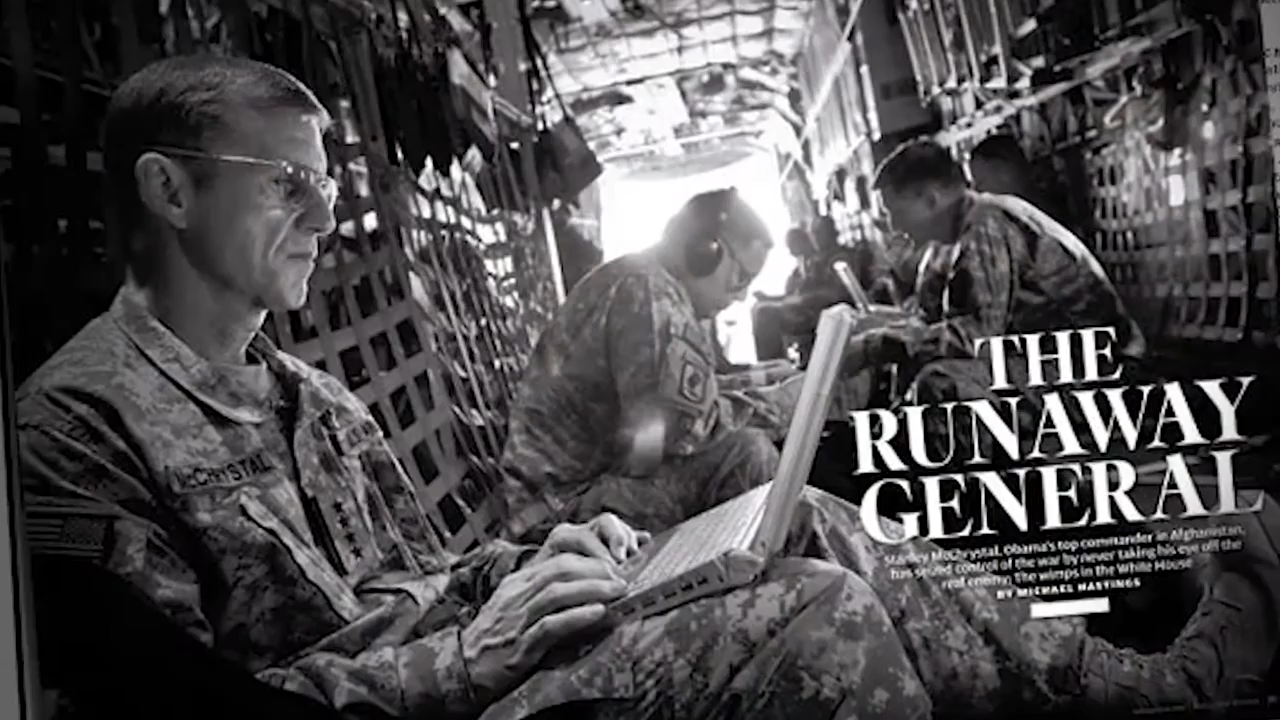 McCHRYSTAL
THE
RUNAWAY
GENERAL
Stanley McChrystal, Obama's top commander in Afghanistan,
has seized control of the war by never taking his eye off the
real enemy: The wimps in the White House
BY MICHAEL HASTINGS